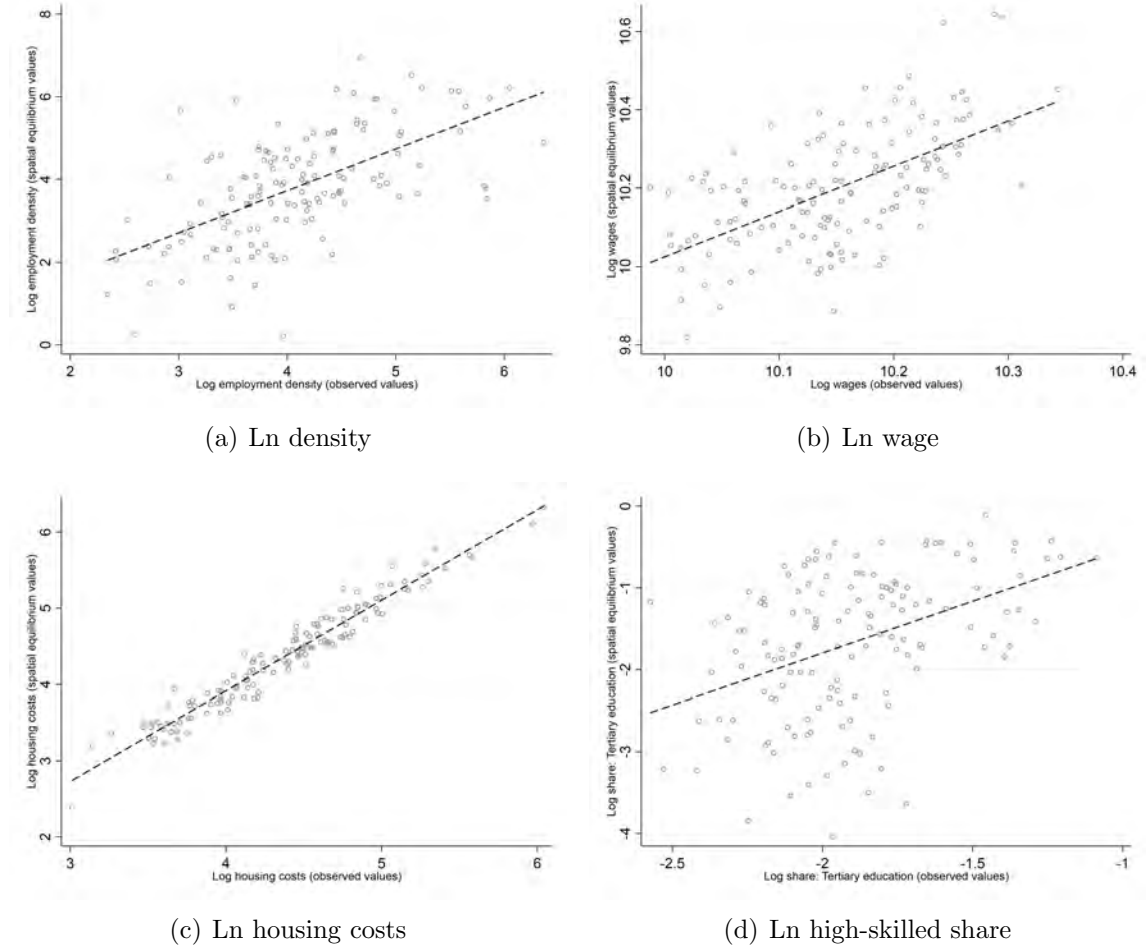 Log employment density (spatial equilibrium values)
8
6
4
2
0
2 3 4 5 6
Log employment density (observed values)
(a) Ln density
Log wages (spatial equilibrium values)
10.6
10.4
10.2
10
9.8
10 10.1 10.2 10.3 10.4
Log wages (observed values)
(b) Ln wage
Log housing costs (spatial equilibrium values)
6
5
4
3
2
3 4 5 6
Log housing costs (observed values)
(c) Ln housing costs
Log share: Tertiary education (spatial equilibrium values)
0
-1
-2
-3
-4
-2.5 -2 -1.5 -1
Log share: Tertiary education (observed values)
(d) Ln high-skilled share